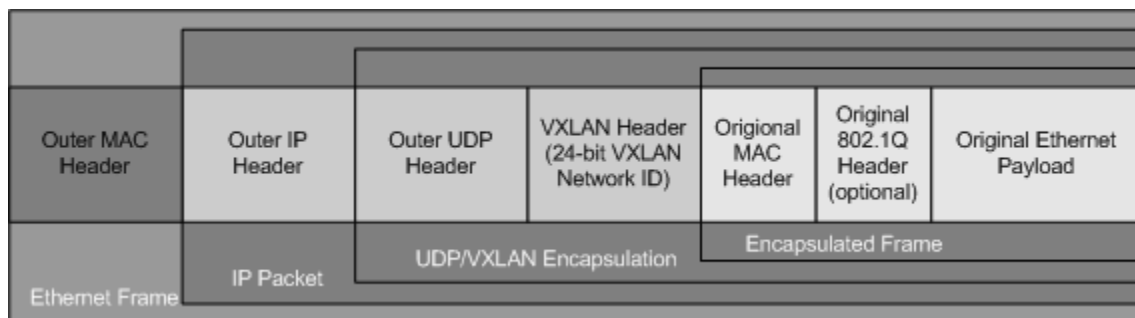 Outer MAC
Header
Outer IP
Header
Outer UDP
Header
VXLAN Header
(24-bit VXLAN
Network ID)
Origional
MAC
Header
Original
802.1Q
Header
(optional)
Original Ethernet
Payload
Encapsulated Frame
UDP/VXLAN Encapsulation
IP Packet
Ethernet Frame